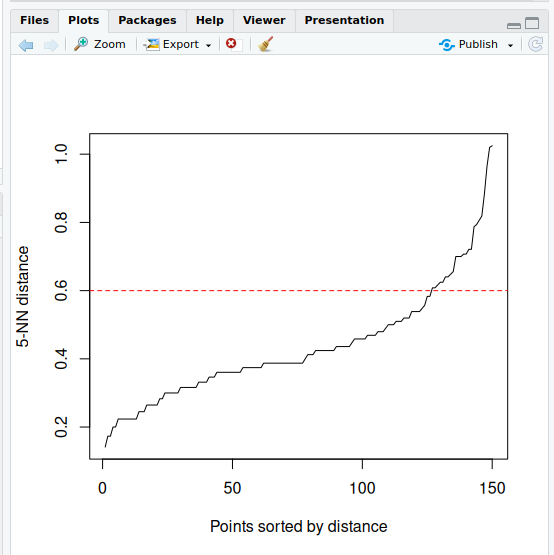 Files Plots Packages Help Viewer Presentation
Zoom Export Publish
1.0
0.8
0.6
0.4
0.2
5-NN distance
0 50 100 150
Points sorted by distance